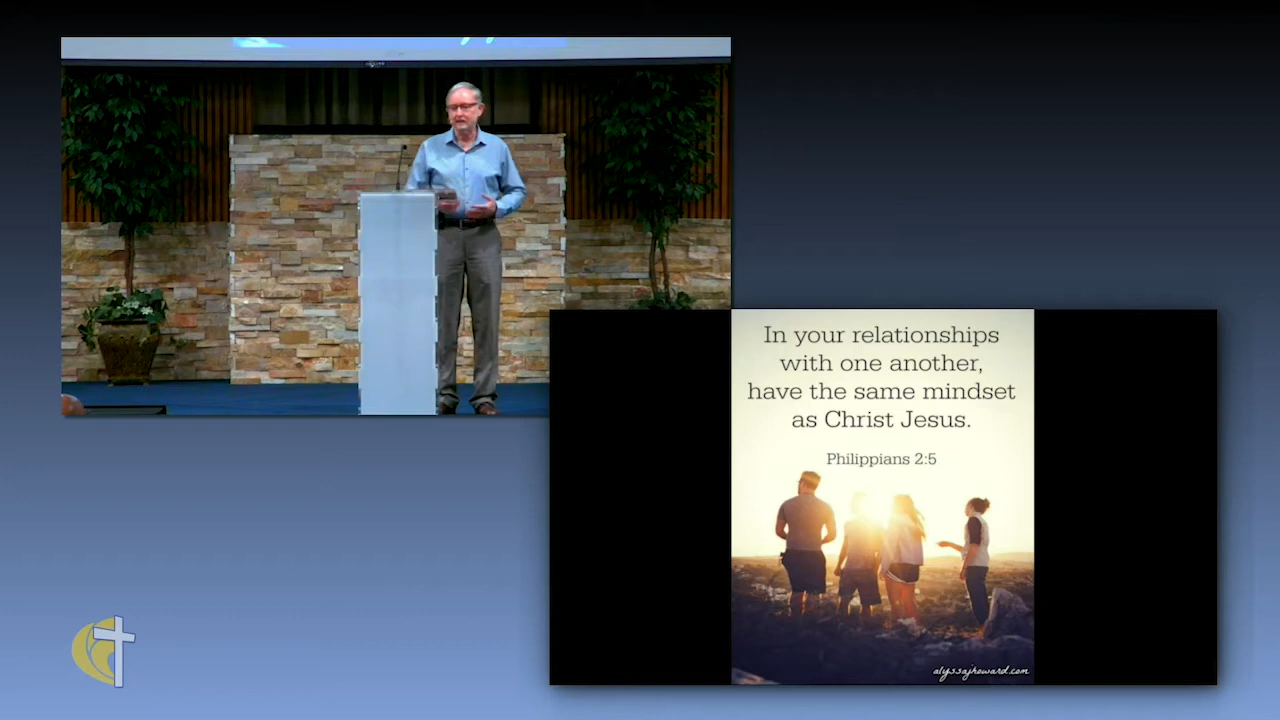 In your relationships
with one another,
have the same mindset
as Christ Jesus.
Philippians 2:5
alyssajhoward.com